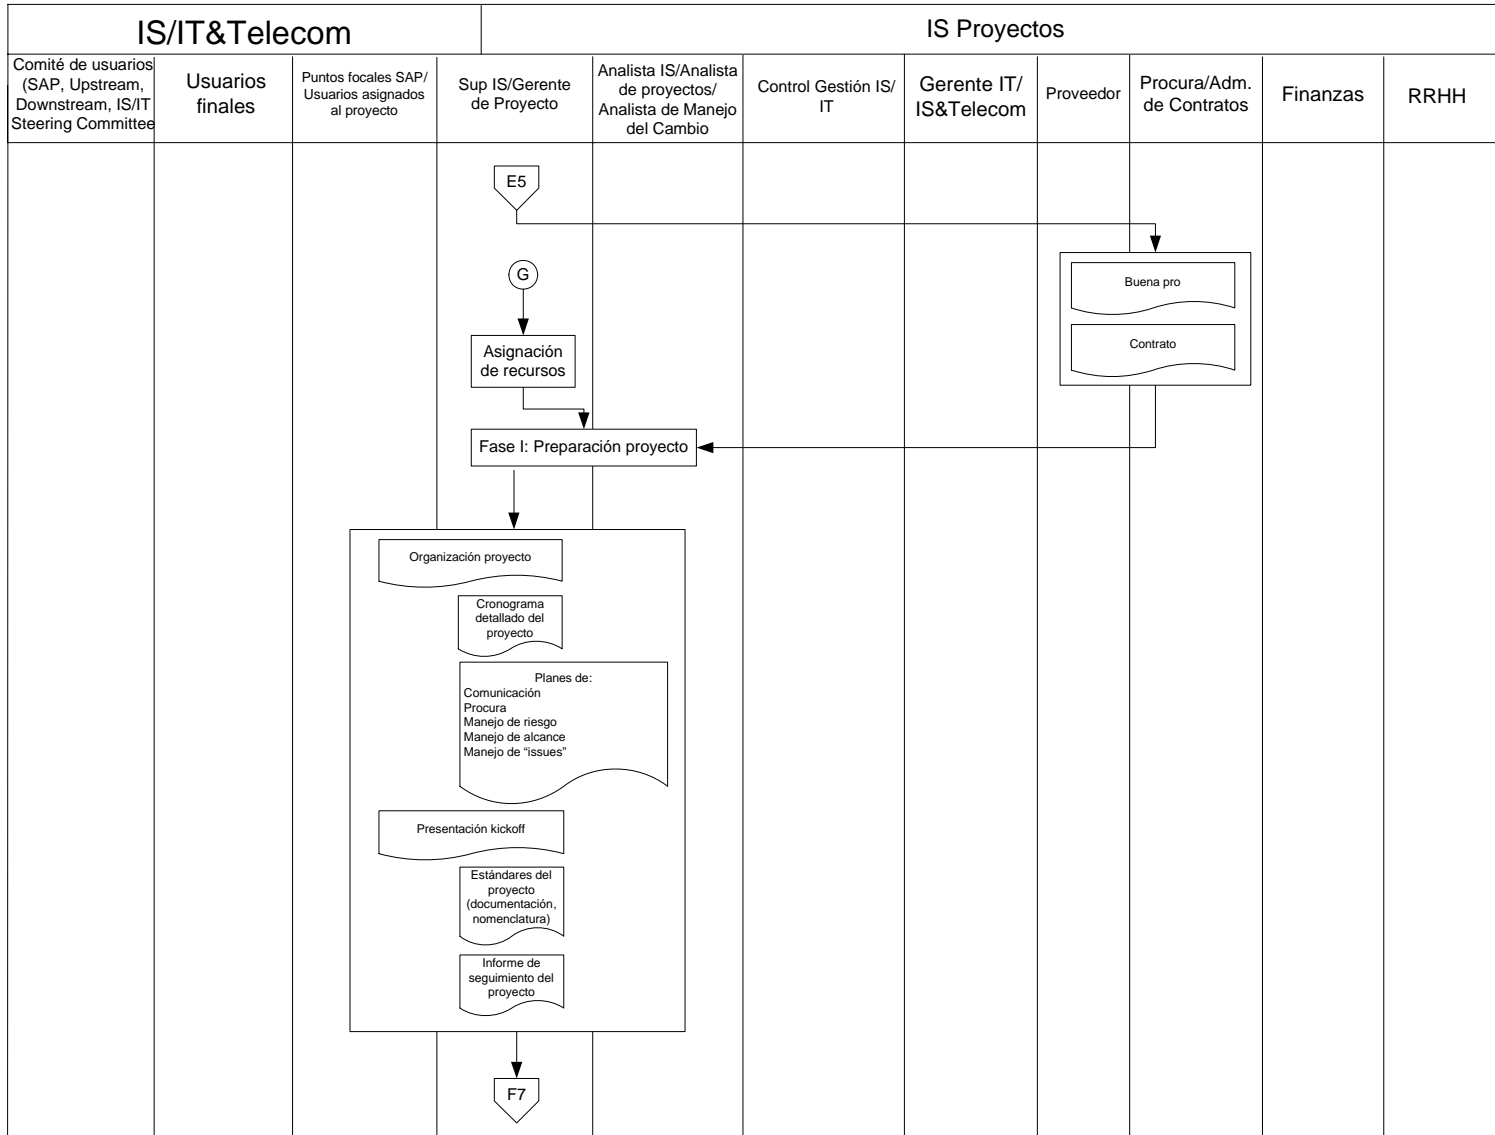 IS/IT&Telecom
IS Proyectos
Comité de usuarios
(SAP, Upstream,
Downstream, IS/IT
Steering Committee
Usuarios
finales
Puntos focales SAP/
Usuarios asignados
al proyecto
Sup IS/Gerente
de Proyecto
Analista IS/Analista
de proyectos/
Analista de Manejo
del Cambio
Control Gestión IS/
IT
Gerente IT/
IS&Telecom
Proveedor
Procura/Adm.
de Contratos
Finanzas
RRHH
E5
G
Buena pro
Contrato
Asignación
de recursos
Fase I: Preparación proyecto
Organización proyecto
Cronograma
detallado del
proyecto
Planes de:
Comunicación
Procura
Manejo de riesgo
Manejo de alcance
Manejo de “issues”
Presentación kickoff
Estándares del
proyecto
(documentación,
nomenclatura)
Informe de
seguimiento del
proyecto
F7